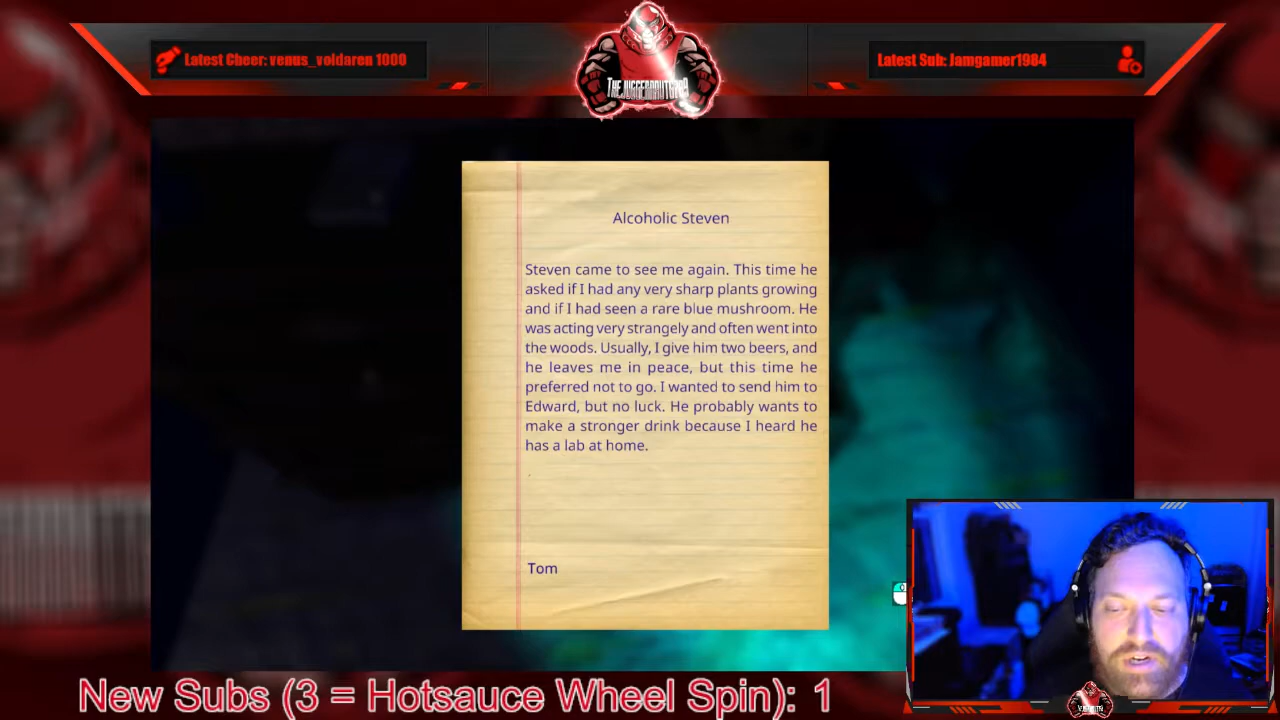 Latest Cheer: venus_voldaren 1000
Latest Sub: Jamgamer1984
Alcoholic Steven
Steven came to see me again. This time he
asked if I had any very sharp plants growing
and if I had seen a rare blue mushroom. He
was acting very strangely and often went into
the woods. Usually, I give him two beers, and
he leaves me in peace, but this time he
preferred not to go. I wanted to send him to
Edward, but no luck. He probably wants to
make a stronger drink because I heard he
has a lab at home.
Tom
New Subs (3 = Hotsauce Wheel Spin): 1